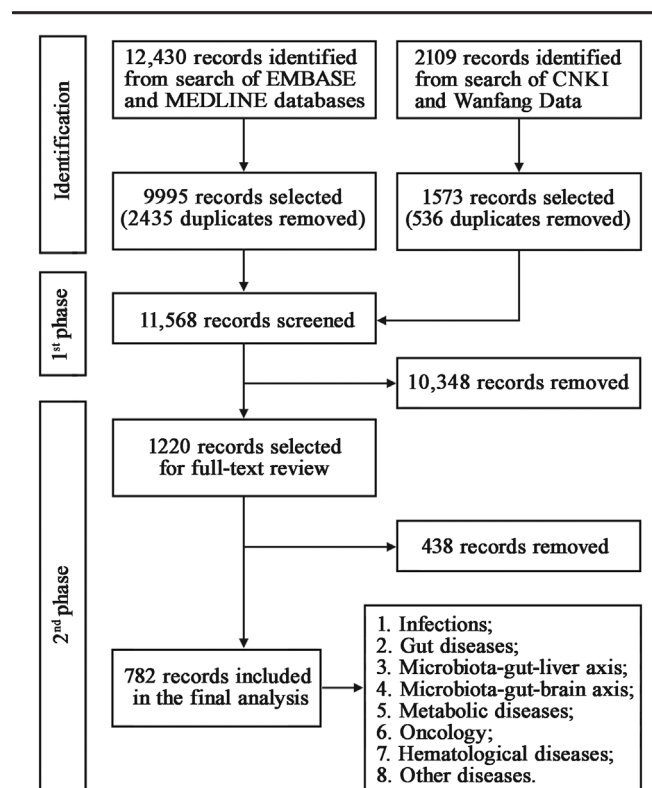 Identification
12,430 records identified
from search of EMBASE
and MEDLINE databases
2109 records identified
from search of CNKI
and Wanfang Data
9995 records selected
(2435 duplicates removed)
1573 records selected
(536 duplicates removed)
1st phase
11,568 records screened
10,348 records removed
2nd phase
1220 records selected
for full-text review
438 records removed
782 records included
in the final analysis
1. Infections;
2. Gut diseases;
3. Microbiota-gut-liver axis;
4. Microbiota-gut-brain axis;
5. Metabolic diseases;
6. Oncology;
7. Hematological diseases;
8. Other diseases.